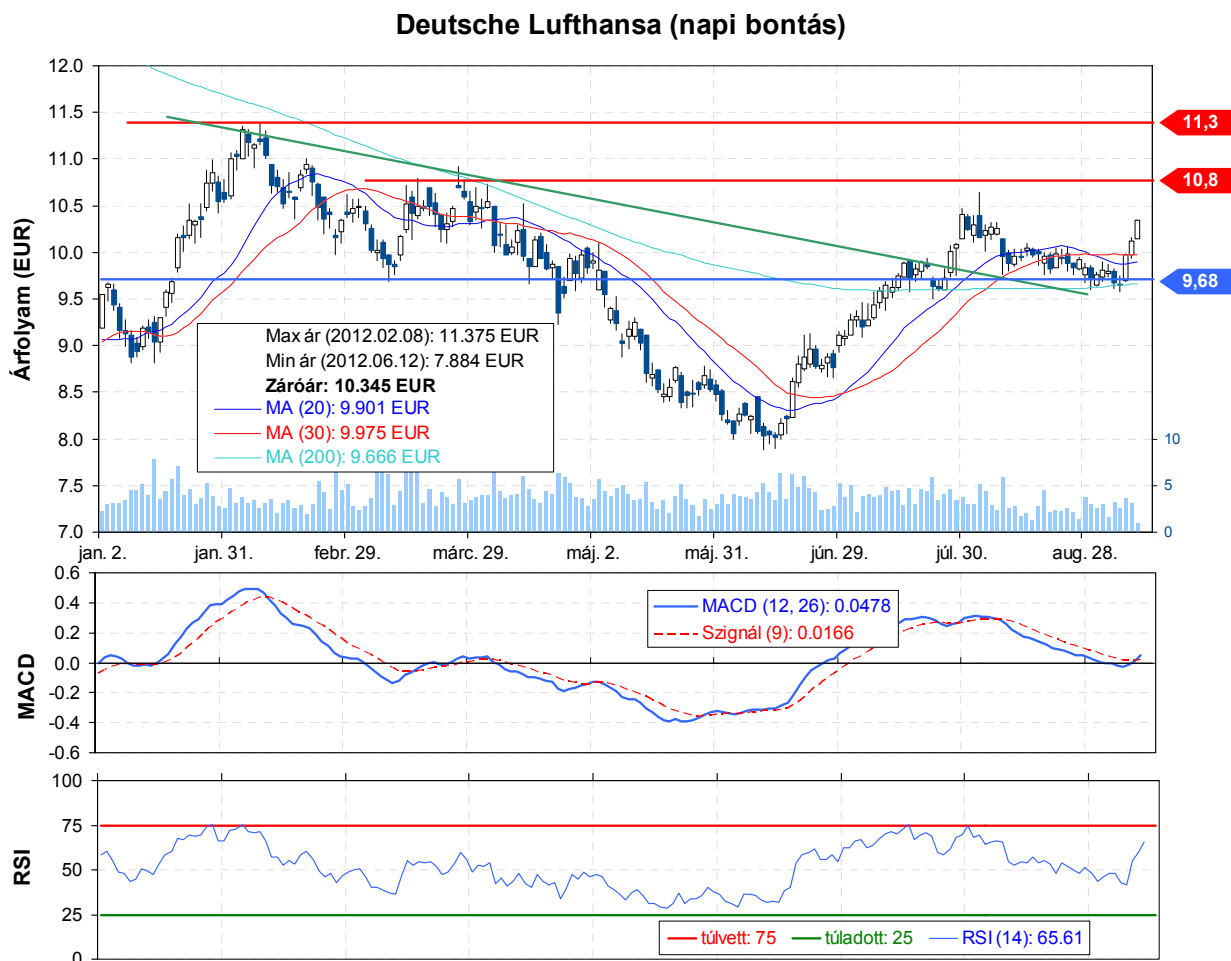 Deutsche Lufthansa (napi bontás)
Árfolyam (EUR)
12.0
11.5
11.0
10.5
10.0
9.5
9.0
8.5
8.0
7.5
7.0
11,3
10,8
9,68
Max ár (2012.02.08): 11.375 EUR
Min ár (2012.06.12): 7.884 EUR
Záróár: 10.345 EUR
MA (20): 9.901 EUR
MA (30): 9.975 EUR
MA (200): 9.666 EUR
10
5
0
jan. 2. jan. 31. febr. 29. márc. 29. máj. 2. máj. 31. jún. 29. júl. 30. aug. 28.
MACD
0.6
0.4
0.2
0.0
-0.2
-0.4
-0.6
MACD (12, 26): 0.0478
Szignál (9): 0.0166
RSI
100
75
50
25
0
túlvett: 75 túladott: 25 RSI (14): 65.61